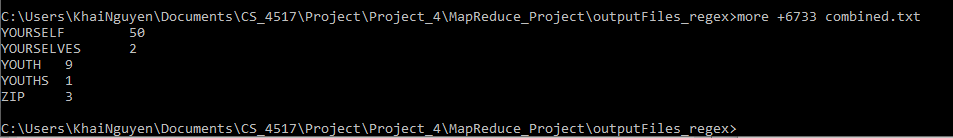 C:\Users\KhaiNguyen\Documents\CS_4517\Project\Project_4\MapReduce_Project\outputFiles_regex>more +6733 combined.txt
YOURSELF        50
YOURSELVES      2
YOUTH   9
YOUTHS  1
ZIP     3
C:\Users\KhaiNguyen\Documents\CS_4517\Project\Project_4\MapReduce_Project\outputFiles_regex>